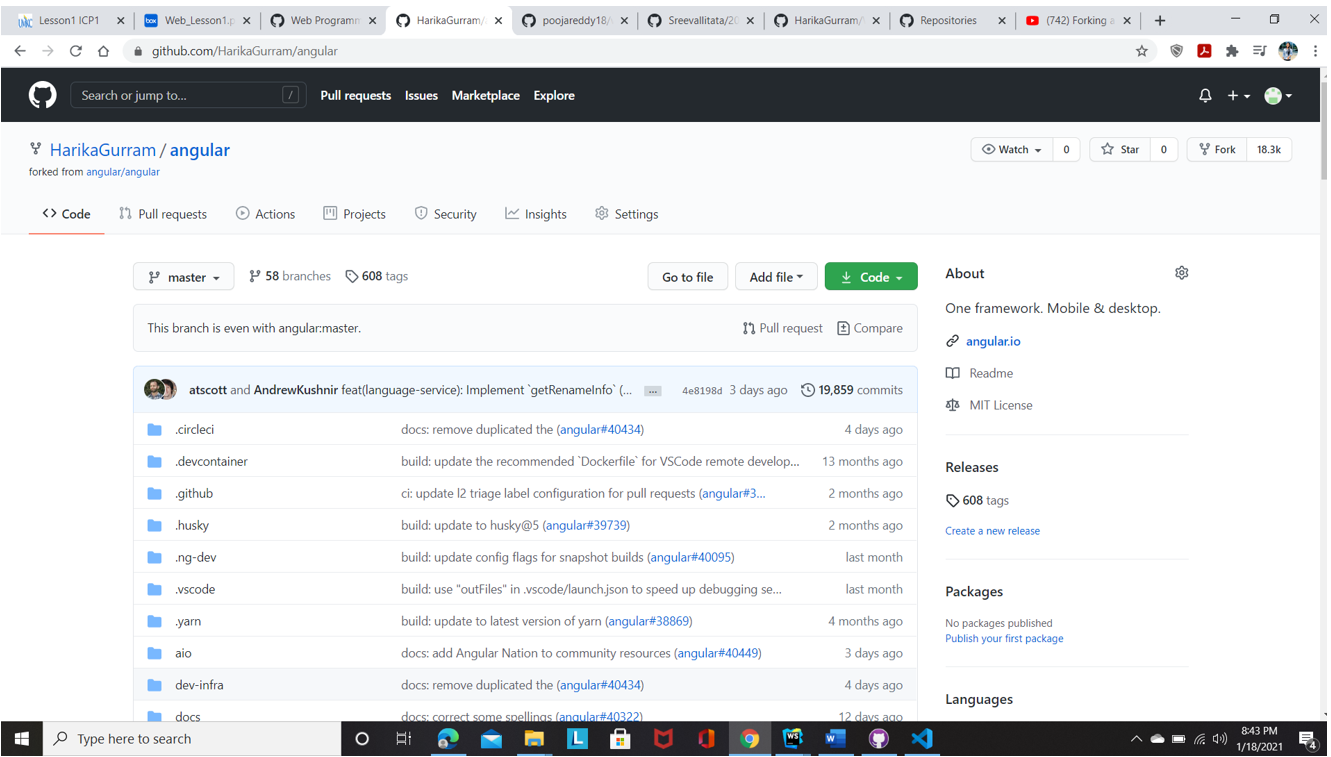 Lesson1 ICP1
Web_Lesson1.p
Web Programm
HarikaGurram/
poojareddy18/
Sreevallitata/20
HarikaGurram/
Repositories
(742) Forking a
github.com/HarikaGurram/angular
Search or jump to... /
Pull requests Issues Marketplace Explore
HarikaGurram / angular
forked from angular/angular
Watch 0 Star 0 Fork 18.3k
Code Pull requests Actions Projects Security Insights Settings
master 58 branches 608 tags
Go to file Add file Code
This branch is even with angular:master.
Pull request Compare
atscott and AndrewKushnir feat(language-service): Implement `getRenameInfo` (... ... 4e8198d 3 days ago 19,859 commits
.circleci docs: remove duplicated the (angular#40434) 4 days ago
.devcontainer build: update the recommended `Dockerfile` for VSCode remote develop... 13 months ago
.github ci: update l2 triage label configuration for pull requests (angular#3... 2 months ago
.husky build: update to husky@5 (angular#39739) 2 months ago
.ng-dev build: update config flags for snapshot builds (angular#40095) last month
.vscode build: use "outFiles" in .vscode/launch.json to speed up debugging se... last month
.yarn build: update to latest version of yarn (angular#38869) 4 months ago
aio docs: add Angular Nation to community resources (angular#40449) 3 days ago
dev-infra docs: remove duplicated the (angular#40434) 4 days ago
docs docs: correct some spellings (angular#40322) 12 days ago
About
One framework. Mobile & desktop.
angular.io
Readme
MIT License
Releases
608 tags
Create a new release
Packages
No packages published
Publish your first package
Languages
Type here to search
8:43 PM
1/18/2021
4